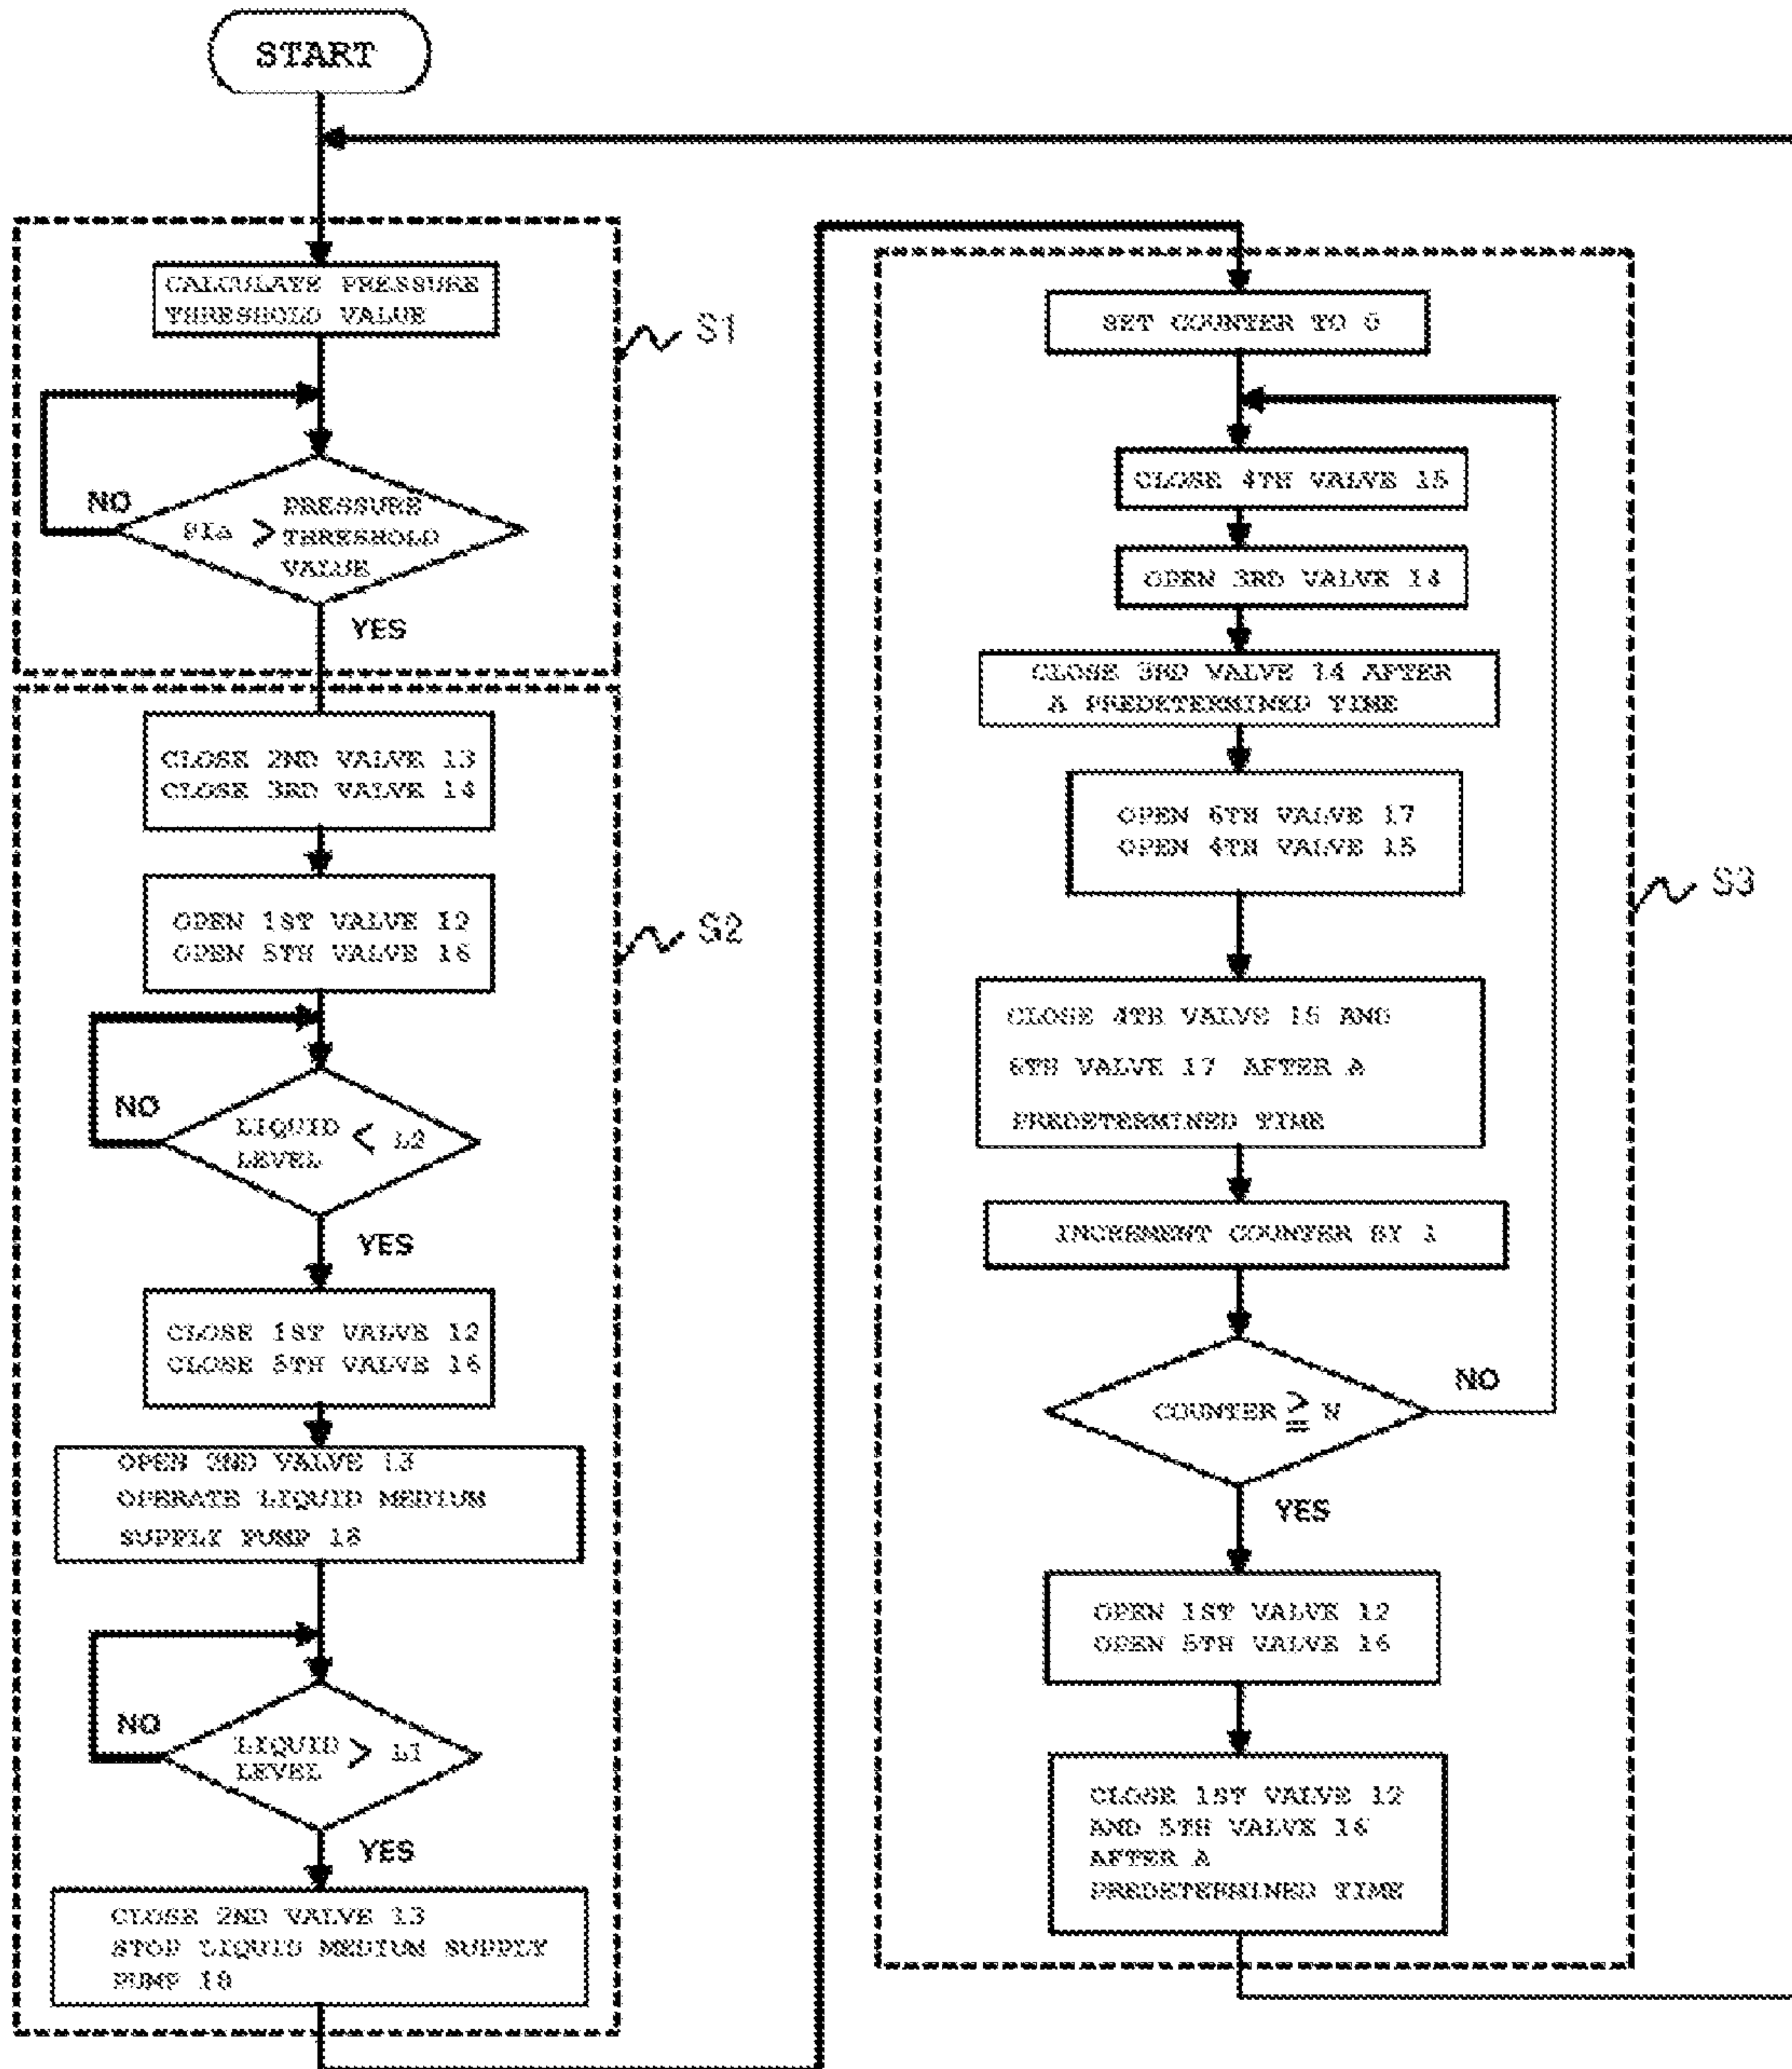 START
CALCULATE PRESSURE
THRESHOLD VALUE
S1
NO
PIa > PRESSURE
THRESHOLD
VALUE
YES
CLOSE 2ND VALVE 13
CLOSE 3RD VALVE 14
OPEN 1ST VALVE 12
OPEN 5TH VALVE 16
S2
NO
LIQUID < L2
LEVEL
YES
CLOSE 1ST VALVE 12
CLOSE 5TH VALVE 16
OPEN 2ND VALVE 13
OPERATE LIQUID MEDIUM
SUPPLY PUMP 18
NO
LIQUID > L1
LEVEL
YES
CLOSE 2ND VALVE 13
STOP LIQUID MEDIUM SUPPLY
PUMP 18
SET COUNTER TO 0
CLOSE 4TH VALVE 15
OPEN 3RD VALVE 14
CLOSE 3RD VALVE 14 AFTER
A PREDETERMINED TIME
OPEN 6TH VALVE 17
OPEN 4TH VALVE 15
S3
CLOSE 4TH VALVE 15 AND
6TH VALVE 17 AFTER A
PREDETERMINED TIME
INCREMENT COUNTER BY 1
COUNTER ≧ N
NO
YES
OPEN 1ST VALVE 12
OPEN 5TH VALVE 16
CLOSE 1ST VALVE 12
AND 5TH VALVE 16
AFTER A
PREDETERMINED TIME